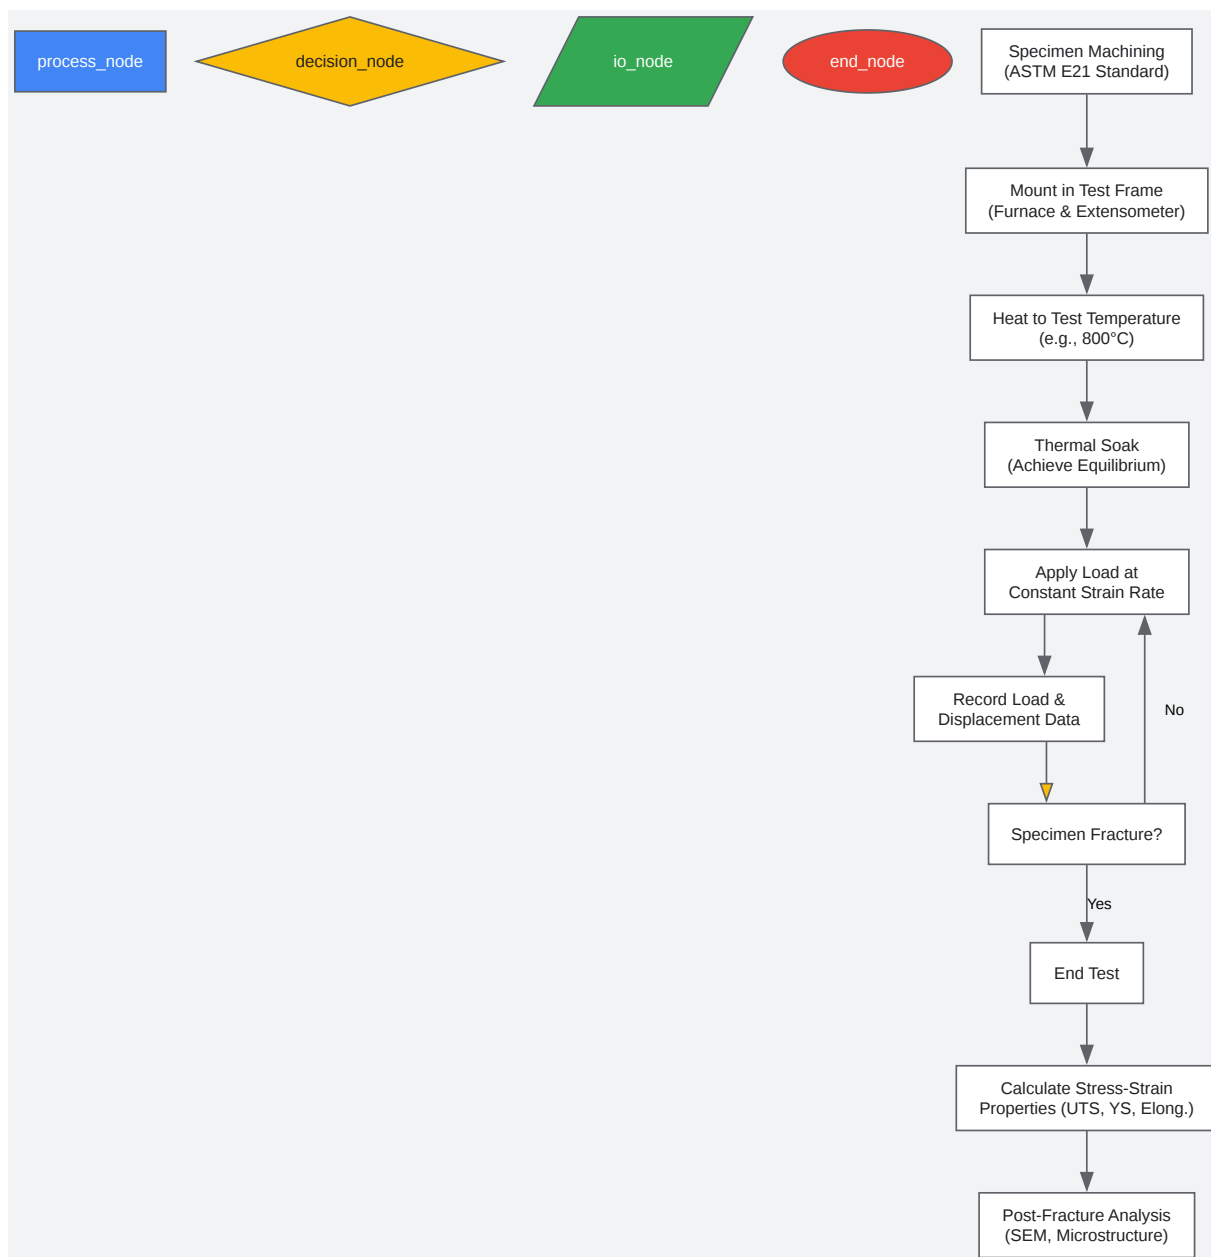 process_node
decision_node
io_node
end_node
Specimen Machining
(ASTM E21 Standard)
Mount in Test Frame
(Furnace & Extensometer)
Heat to Test Temperature
(e.g., 800°C)
Thermal Soak
(Achieve Equilibrium)
Apply Load at
Constant Strain Rate
Record Load &
Displacement Data
No
Specimen Fracture?
Yes
End Test
Calculate Stress-Strain
Properties (UTS, YS, Elong.)
Post-Fracture Analysis
(SEM, Microstructure)